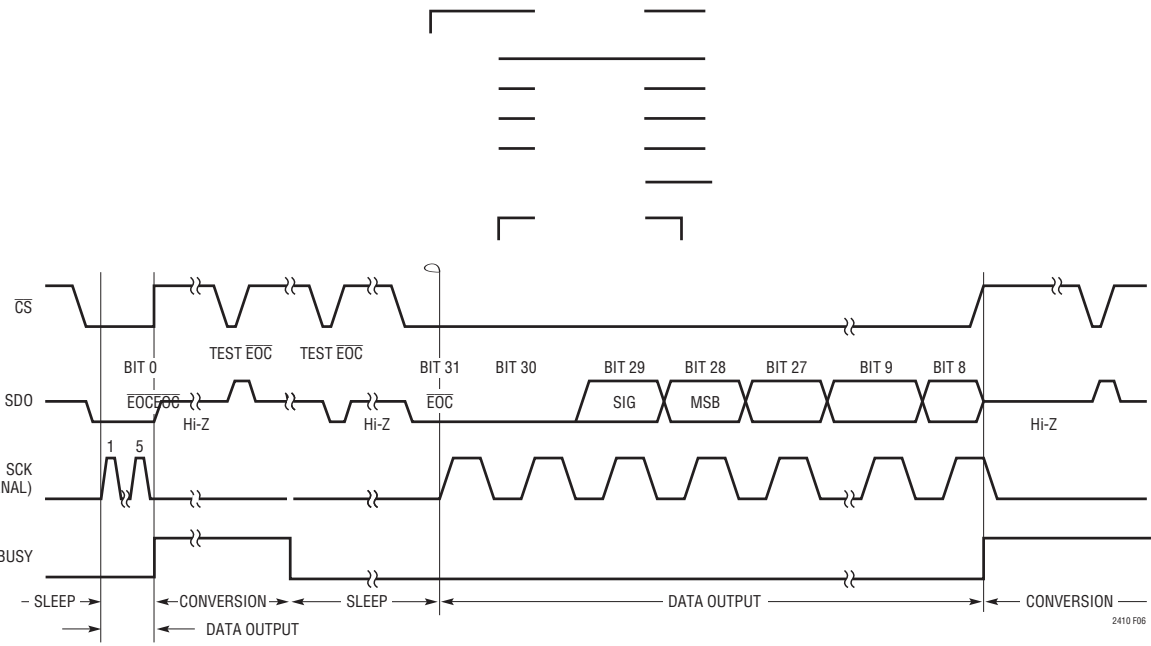 CS
TEST EOC TEST EOC
BIT 0 BIT 31 BIT 30 BIT 29 BIT 28 BIT 27 BIT 9 BIT 8
SDO EOC EOC EOC SIG MSB
Hi-Z Hi-Z Hi-Z
1 5
SCK
NAL)
BUSY
– SLEEP CONVERSION SLEEP DATA OUTPUT CONVERSION
DATA OUTPUT
2410 F06